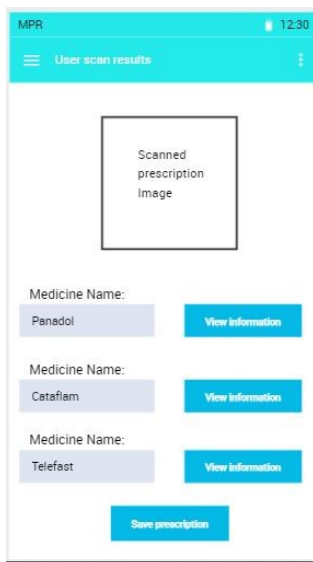 MPR 12:30
User scan results
Scanned
prescription
Image
Medicine Name:
Panadol View information
Medicine Name:
Cataflam View information
Medicine Name:
Telefast View information
Save prescription